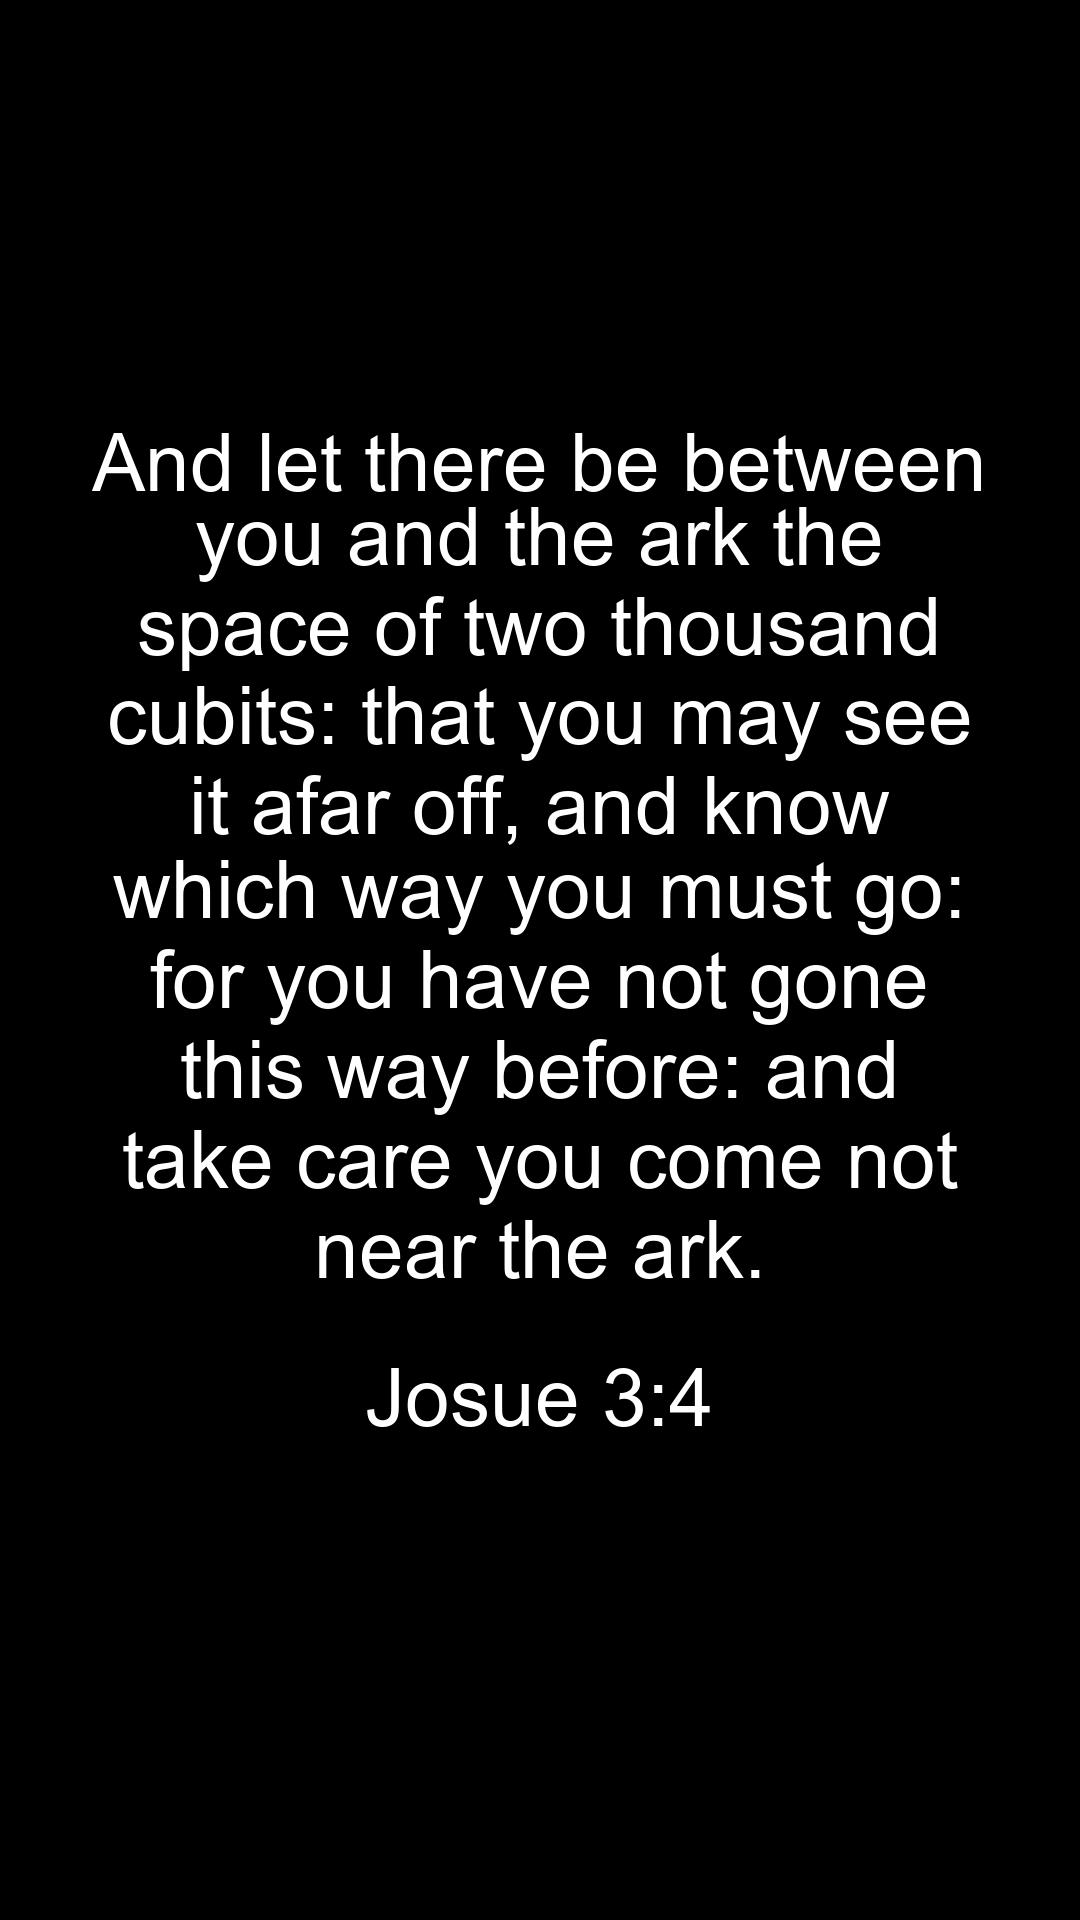 And let there be between
you and the ark the
space of two thousand
cubits: that you may see
it afar off, and know
which way you must go:
for you have not gone
this way before: and
take care you come not
near the ark.
Josue 3:4